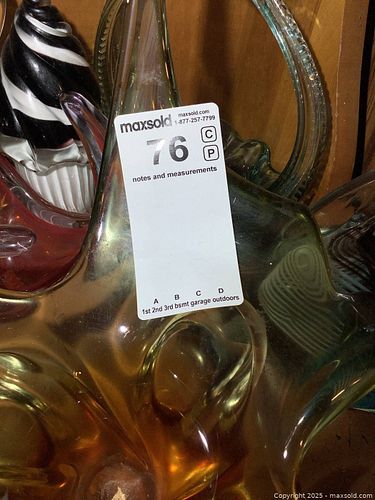 maxsold
maxsold.com
1-877-257-7799
76
C
P
notes and measurements
A B C D
1st 2nd 3rd bsmt garage outdoors
Copyright 2025 - maxsold.com